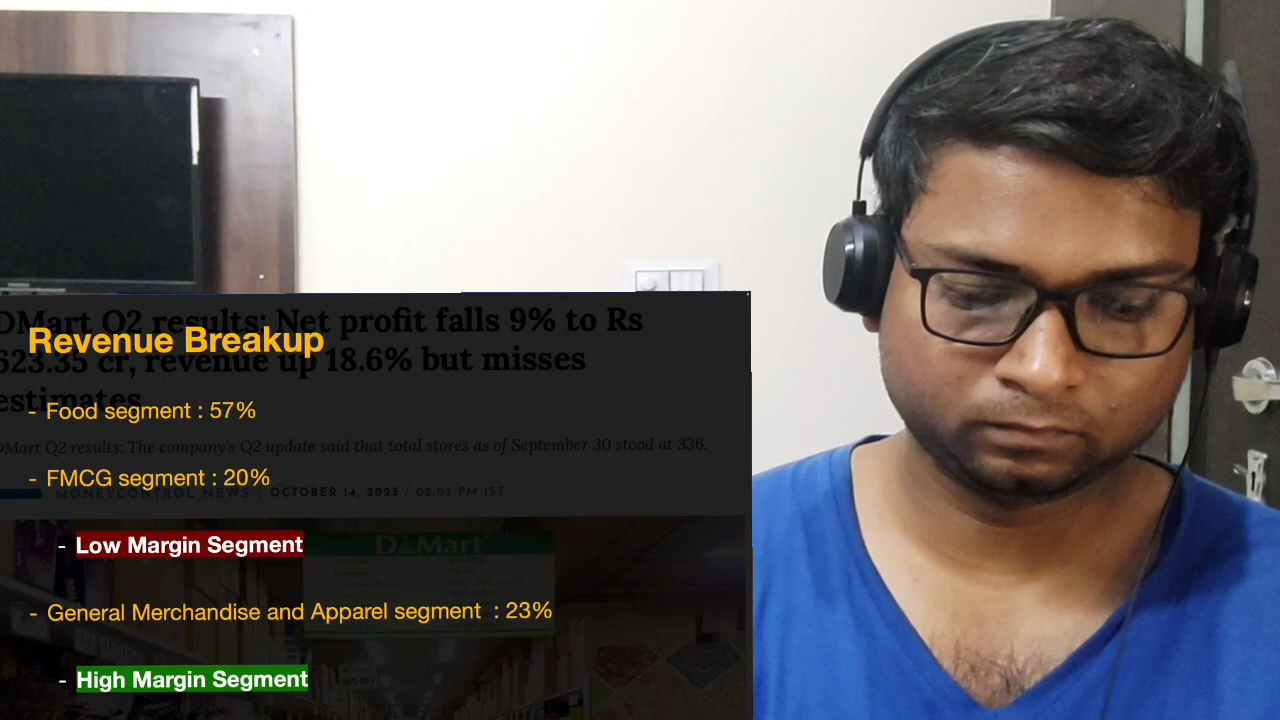 DMart Q2 results: Net profit falls 9% to Rs
Revenue Breakup
623.35 cr, revenue up 18.6% but misses
estimates
- Food segment : 57%
DMart Q2 results: The company's Q2 update said that total stores as of September 30 stood at 336.
- FMCG segment : 20%
MONEYCONTROL NEWS | OCTOBER 14, 2023 / 02:03 PM IST
- Low Margin Segment
D Mart
- General Merchandise and Apparel segment : 23%
- High Margin Segment